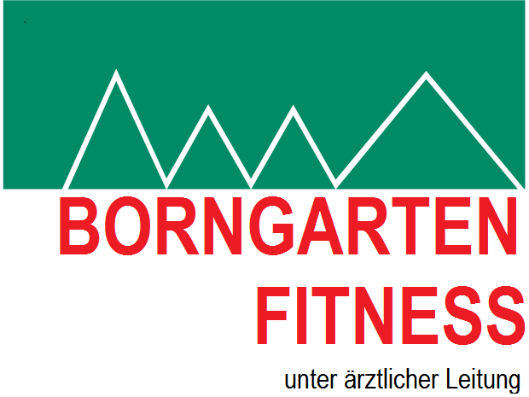 BORNGARTEN
FITNESS
unter ärztlicher Leitung